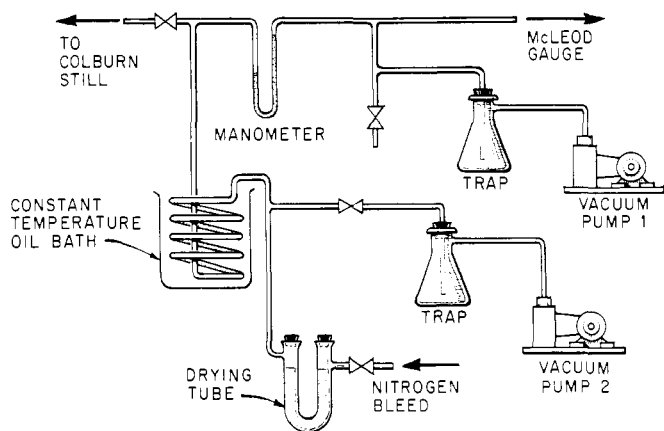 TO
COLBURN
STILL
McLEOD
GAUGE
MANOMETER
TRAP
VACUUM
PUMP 1
CONSTANT
TEMPERATURE
OIL BATH
TRAP
VACUUM
PUMP 2
DRYING
TUBE
NITROGEN
BLEED